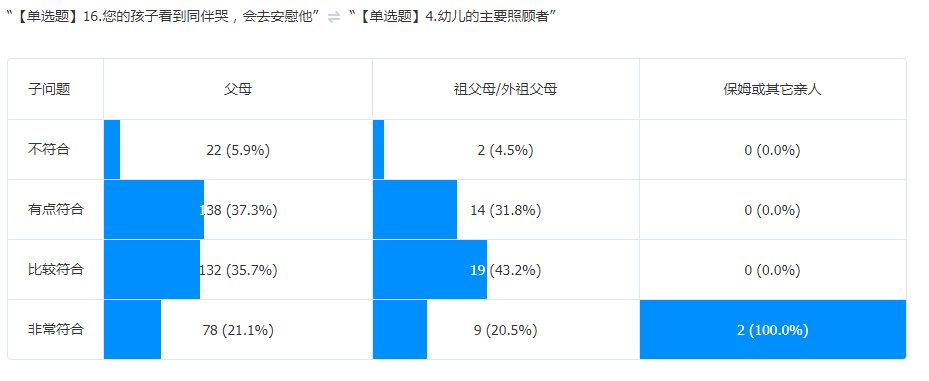 “【单选题】16.您的孩子看到同伴哭，会去安慰他” ⇌ “【单选题】4.幼儿的主要照顾者”
子问题 父母 祖父母/外祖父母 保姆或其它亲人
不符合 22 (5.9%) 2 (4.5%) 0 (0.0%)
有点符合 138 (37.3%) 14 (31.8%) 0 (0.0%)
比较符合 132 (35.7%) 19 (43.2%) 0 (0.0%)
非常符合 78 (21.1%) 9 (20.5%) 2 (100.0%)